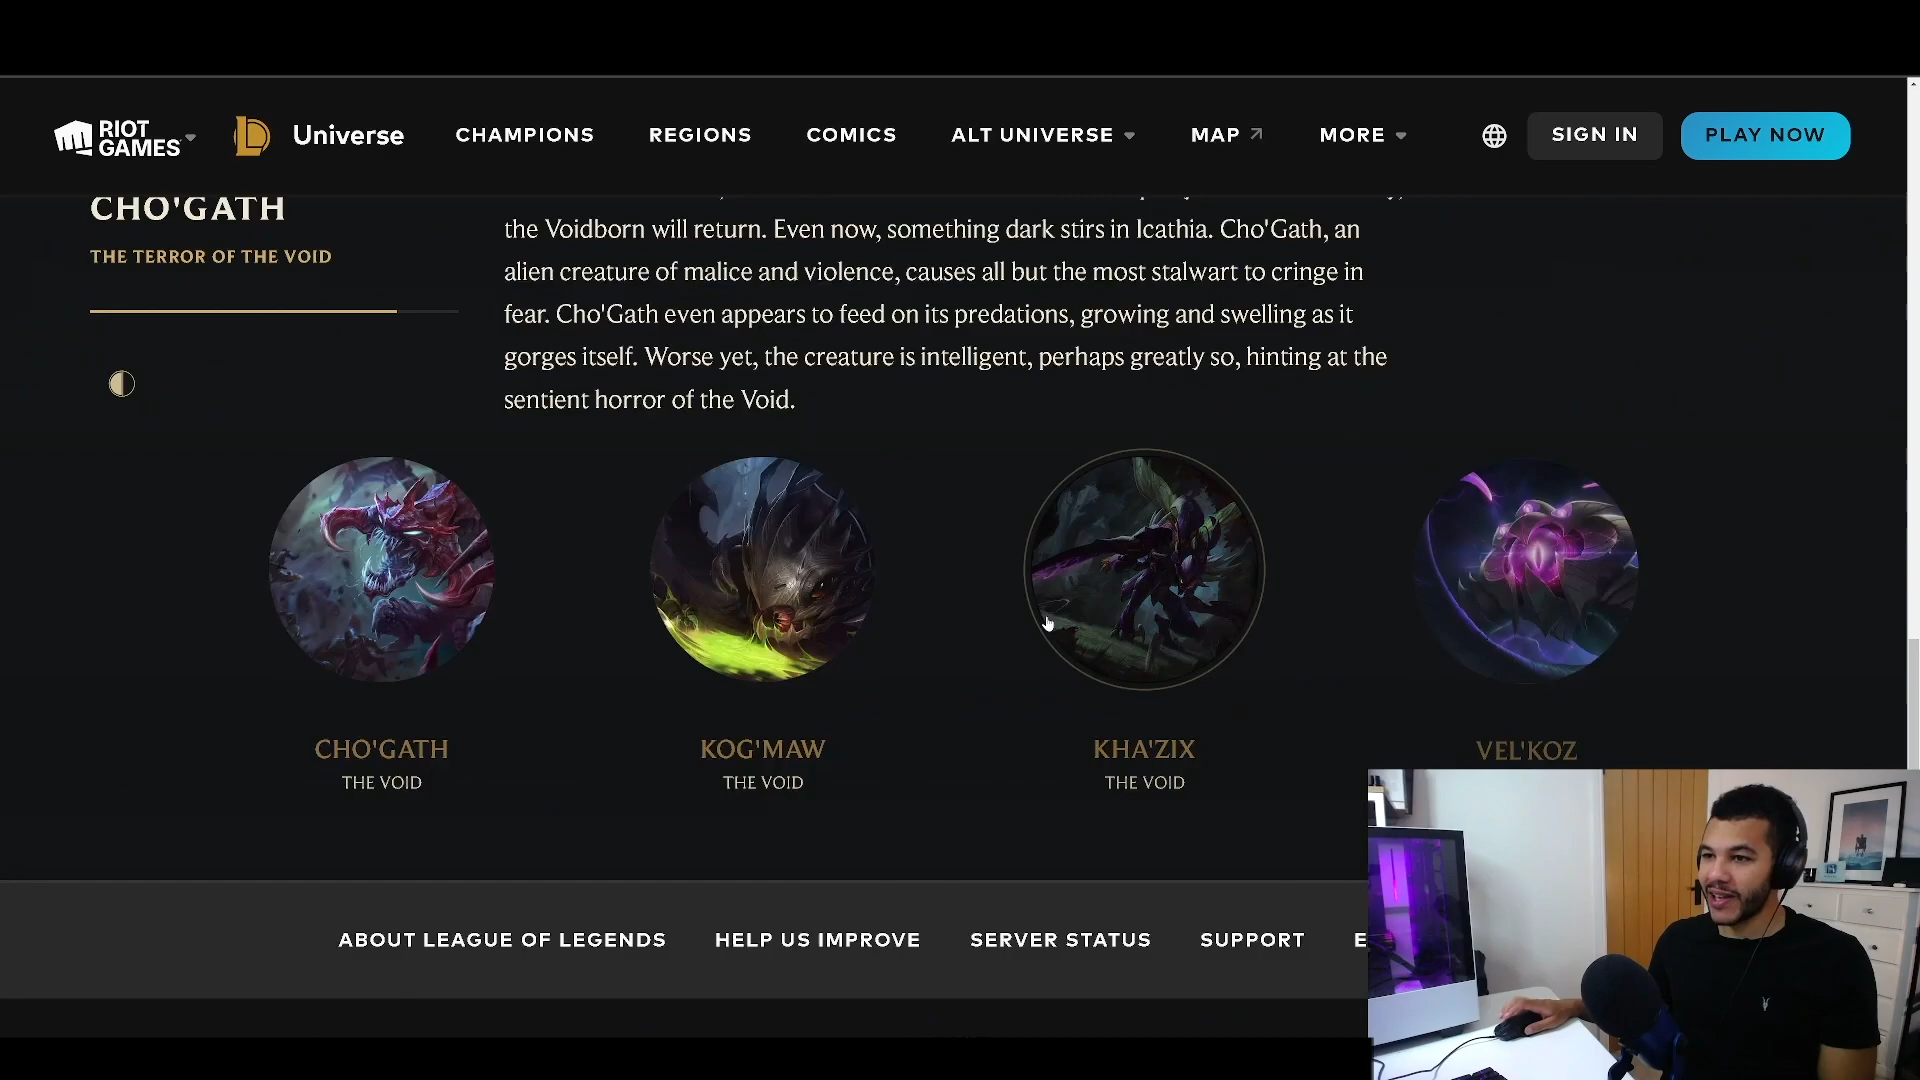 RIOT
GAMES
Universe
CHAMPIONS
REGIONS
COMICS
ALT UNIVERSE
MAP
MORE
SIGN IN
PLAY NOW
CHO'GATH
THE TERROR OF THE VOID
the Voidborn will return. Even now, something dark stirs in Icathia. Cho'Gath, an
alien creature of malice and violence, causes all but the most stalwart to cringe in
fear. Cho'Gath even appears to feed on its predations, growing and swelling as it
gorges itself. Worse yet, the creature is intelligent, perhaps greatly so, hinting at the
sentient horror of the Void.
CHO'GATH
THE VOID
KOG'MAW
THE VOID
KHA'ZIX
THE VOID
VEL'KOZ
ABOUT LEAGUE OF LEGENDS
HELP US IMPROVE
SERVER STATUS
SUPPORT
E